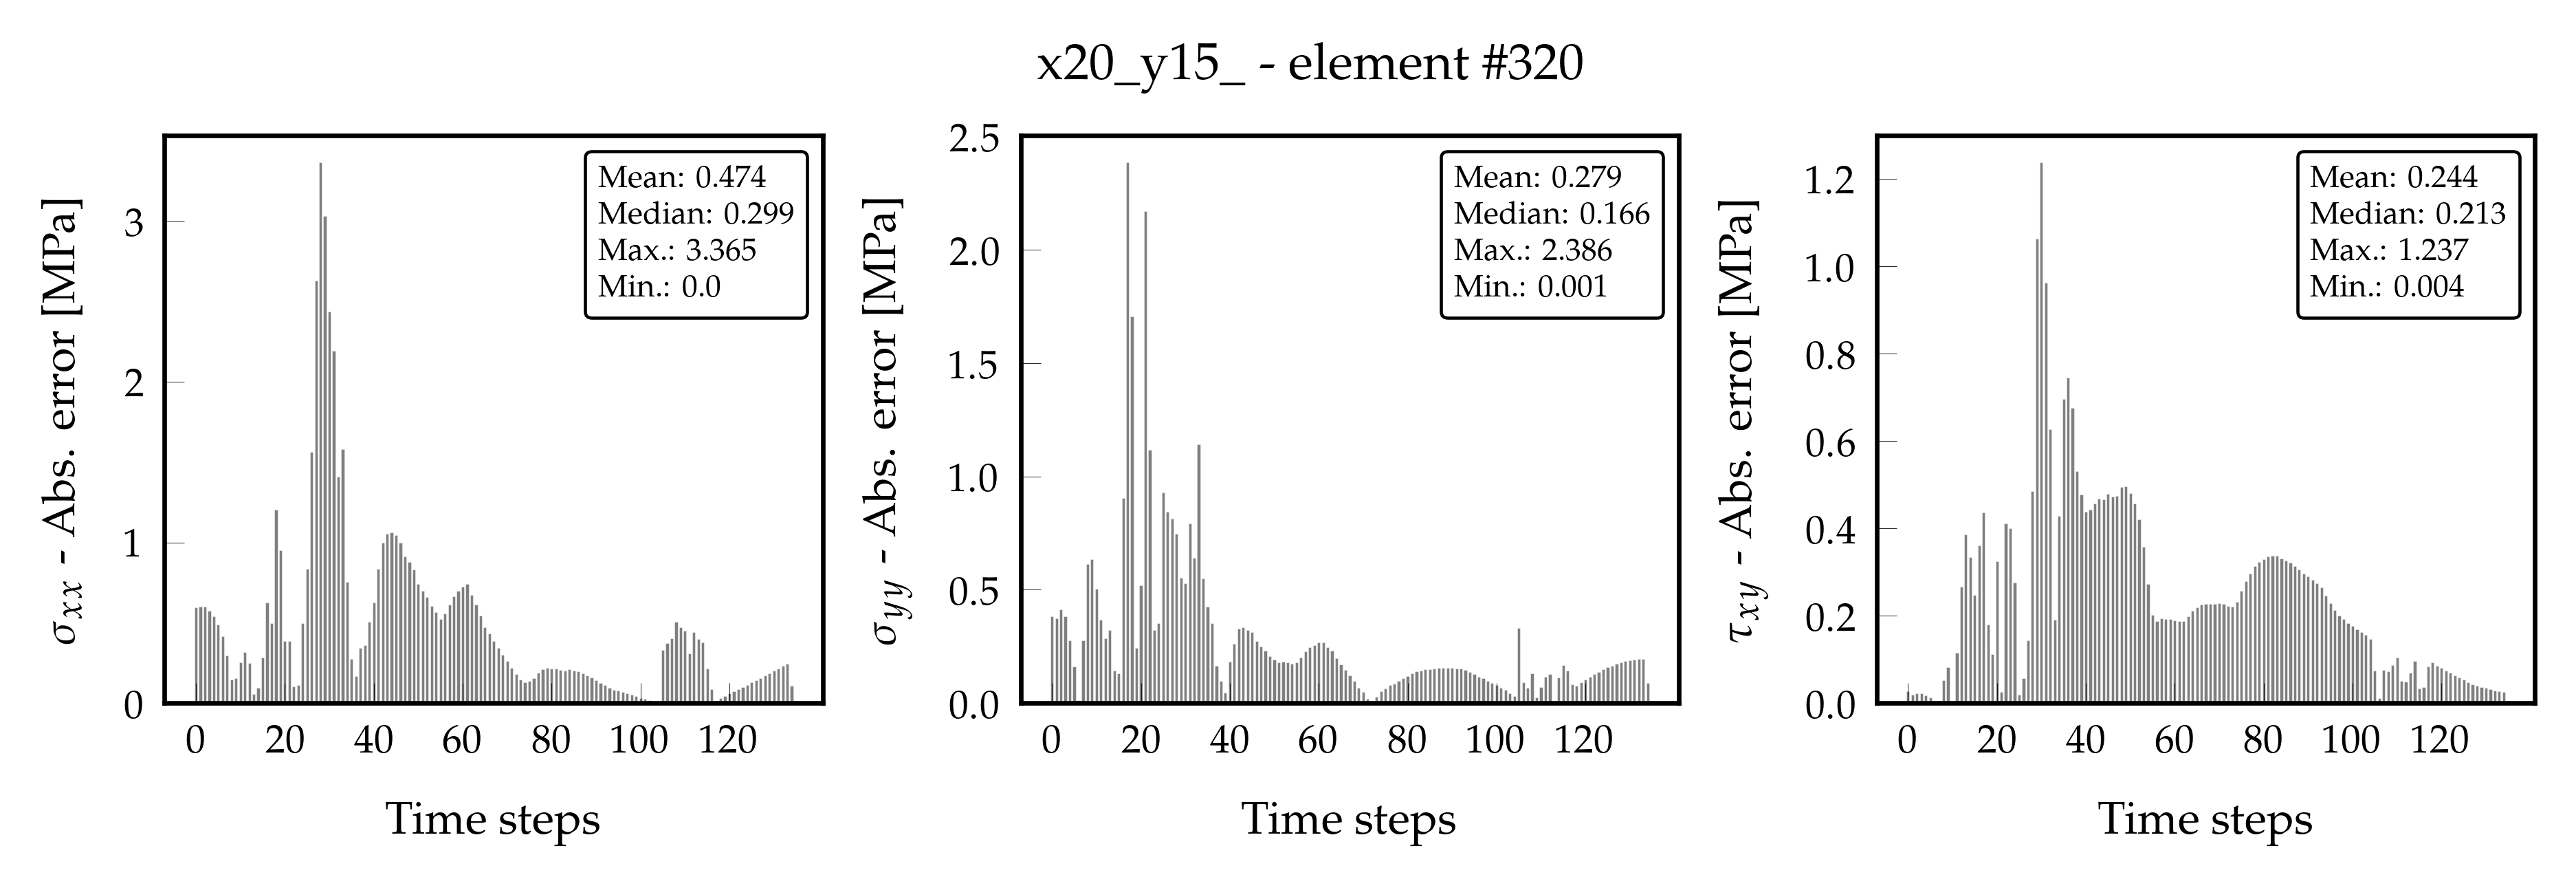 x20_y15_ - element #320
σxx - Abs. error [MPa]
3
2
1
0
Mean: 0.474
Median: 0.299
Max.: 3.365
Min.: 0.0
0 20 40 60 80 100 120
Time steps
σyy - Abs. error [MPa]
2.5
2.0
1.5
1.0
0.5
0.0
Mean: 0.279
Median: 0.166
Max.: 2.386
Min.: 0.001
0 20 40 60 80 100 120
Time steps
τxy - Abs. error [MPa]
1.2
1.0
0.8
0.6
0.4
0.2
0.0
Mean: 0.244
Median: 0.213
Max.: 1.237
Min.: 0.004
0 20 40 60 80 100 120
Time steps